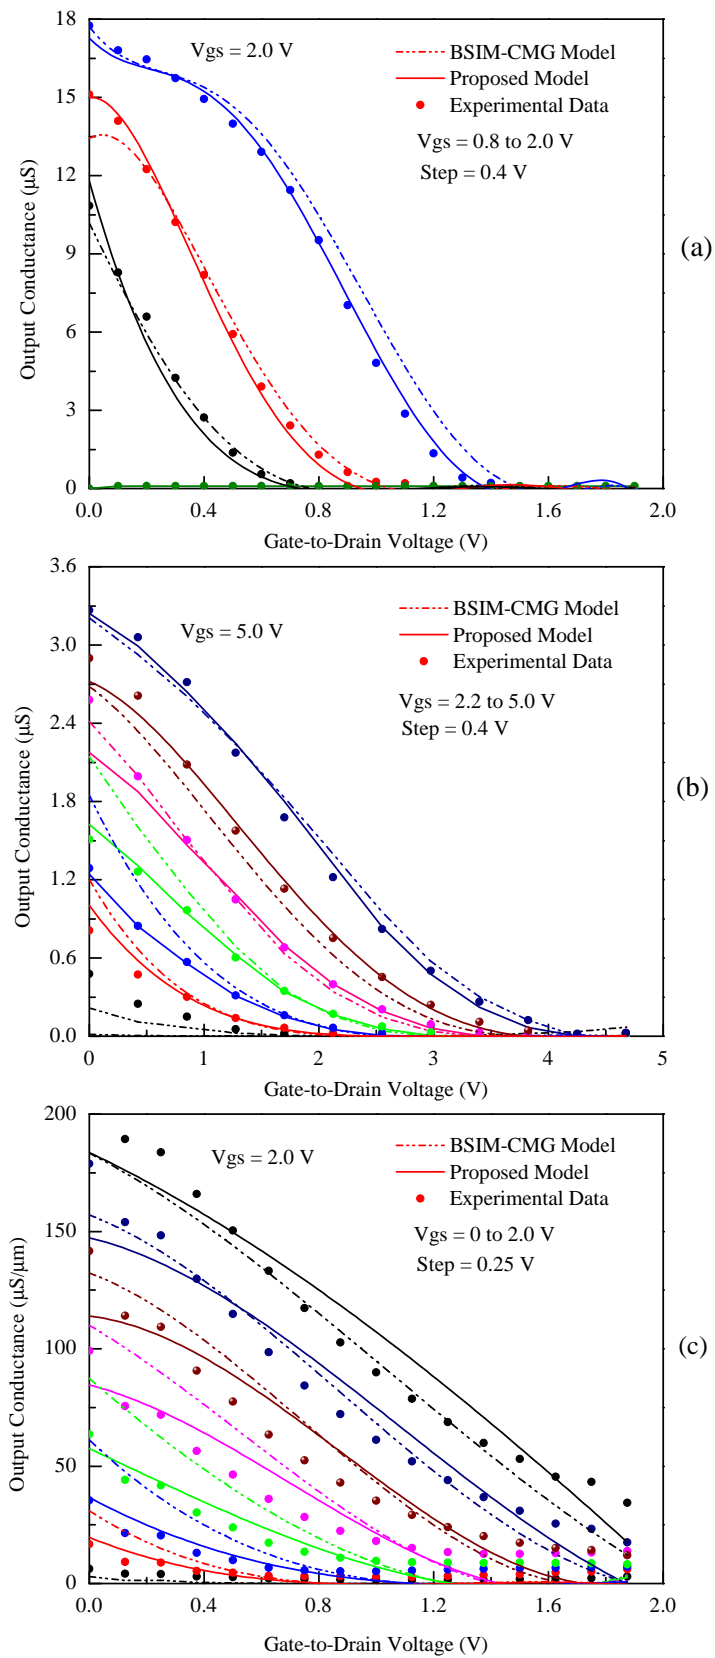 18
15
12
9
6
3
0
Output Conductance (µS)
Vgs = 2.0 V
BSIM-CMG Model
Proposed Model
Experimental Data
Vgs = 0.8 to 2.0 V
Step = 0.4 V
(a)
0.0 0.4 0.8 1.2 1.6 2.0
Gate-to-Drain Voltage (V)
3.6
3.0
2.4
1.8
1.2
0.6
0.0
Output Conductance (µS)
Vgs = 5.0 V
BSIM-CMG Model
Proposed Model
Experimental Data
Vgs = 2.2 to 5.0 V
Step = 0.4 V
(b)
0 1 2 3 4 5
Gate-to-Drain Voltage (V)
200
150
100
50
0
Output Conductance (µS/µm)
Vgs = 2.0 V
BSIM-CMG Model
Proposed Model
Experimental Data
Vgs = 0 to 2.0 V
Step = 0.25 V
(c)
0.0 0.4 0.8 1.2 1.6 2.0
Gate-to-Drain Voltage (V)